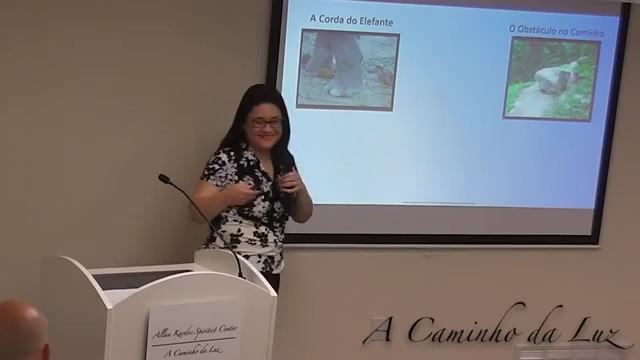 A Corda do Elefante
O Obstáculo no Caminho
Allan Kardec Spiritist Center
A Caminho da Luz
A Caminho da Luz